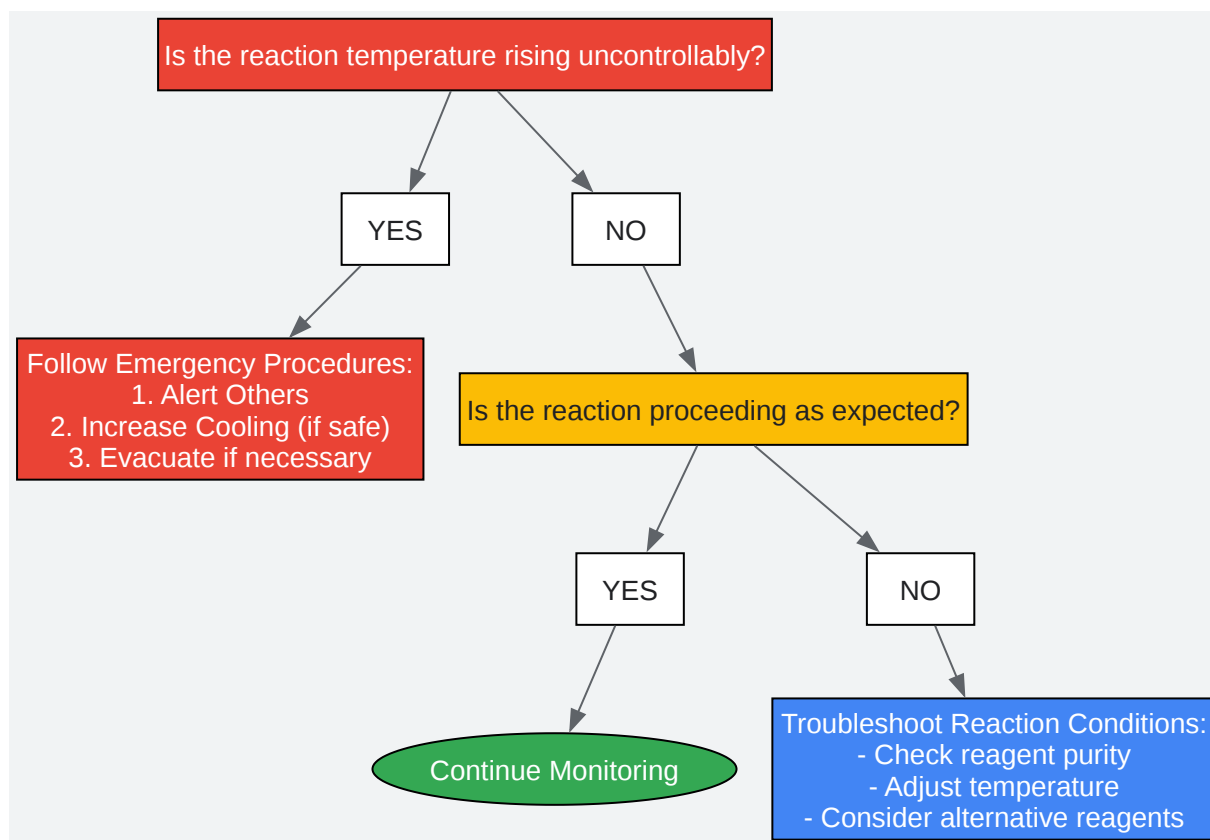 Is the reaction temperature rising uncontrollably?
YES
NO
Follow Emergency Procedures:
1. Alert Others
2. Increase Cooling (if safe)
3. Evacuate if necessary
Is the reaction proceeding as expected?
YES
NO
Continue Monitoring
Troubleshoot Reaction Conditions:
- Check reagent purity
- Adjust temperature
- Consider alternative reagents